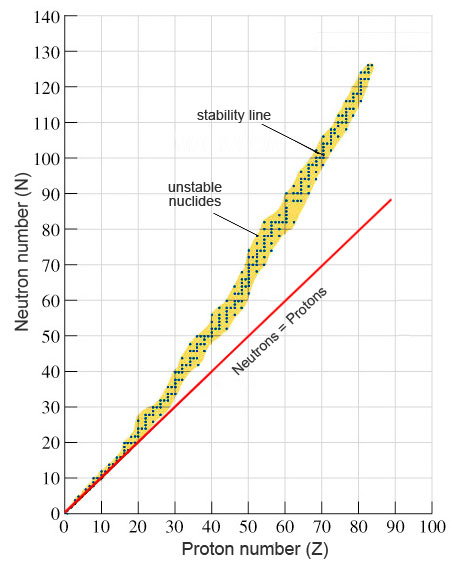 140
130
120
110
100
90
80
70
60
50
40
30
20
10
0
Neutron number (N)
stability line
unstable
nuclides
Neutrons = Protons
0 10 20 30 40 50 60 70 80 90 100
Proton number (Z)